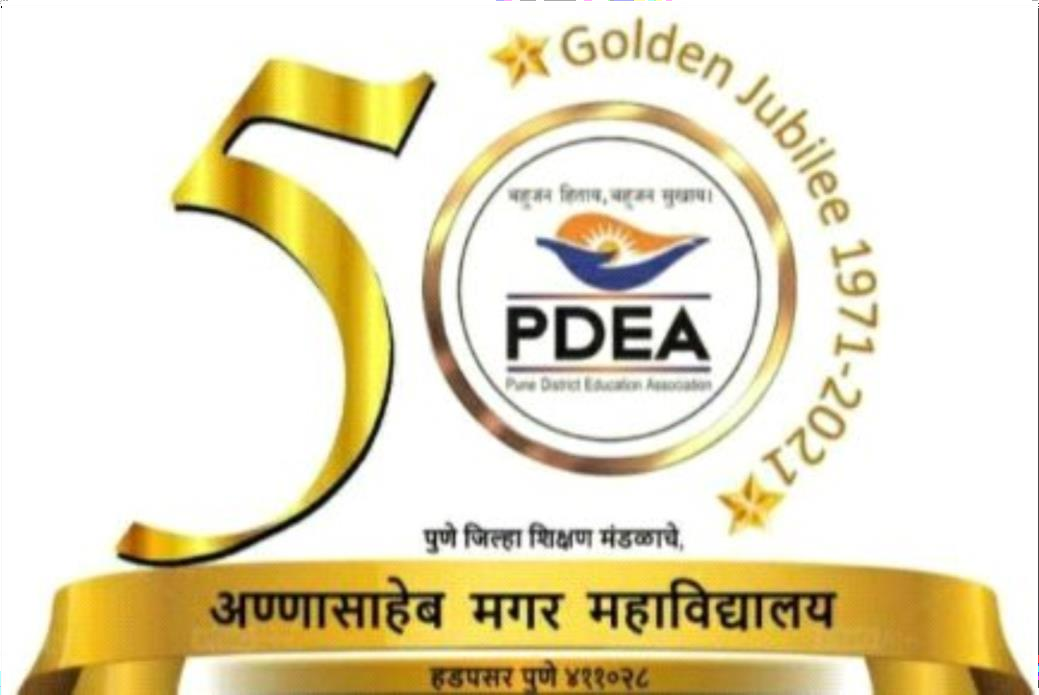 50
Golden Jubilee 1971-2021
बहुजन हिताय, बहुजन सुखाय।
PDEA
Pune District Education Association
पुणे जिल्हा शिक्षण मंडळाचे,
अण्णासाहेब मगर महाविद्यालय
हडपसर पुणे ४११०२८